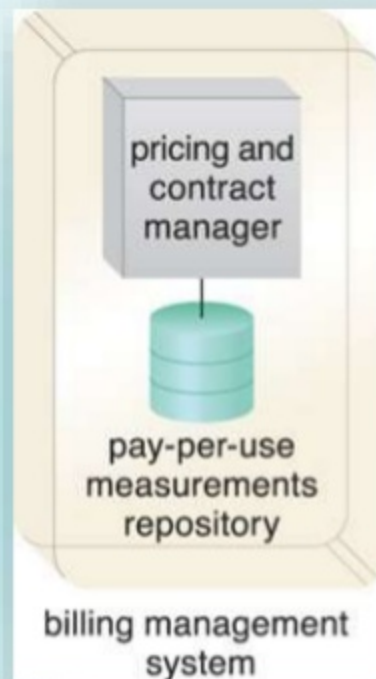 pricing and
contract
manager
pay-per-use
measurements
repository
billing management
system